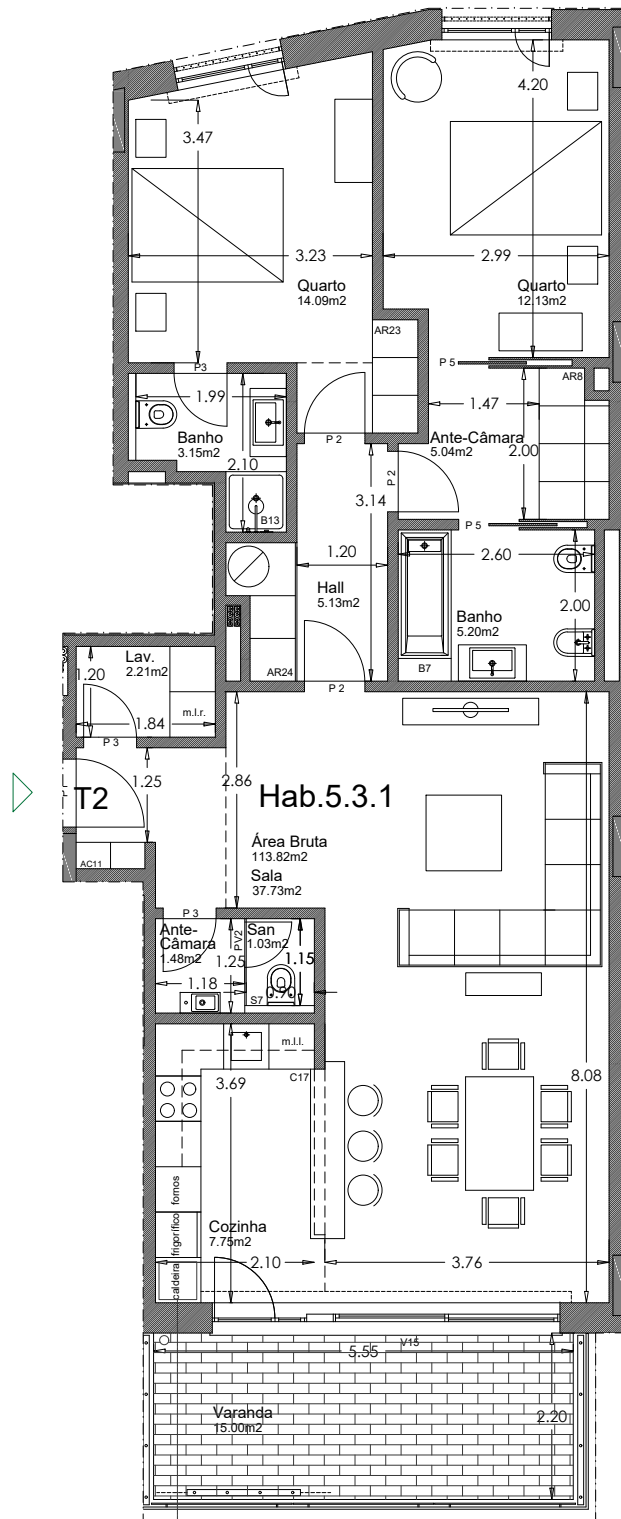 4.20
3.47
3.23
2.99
Quarto
14.09m2
Quarto
12.13m2
AR23
P3
P 5
AR8
1.99
1.47
Banho
3.15m2
P 2
Ante-Câmara
5.04m2
2.10
2.00
P 2
3.14
B13
P 5
1.20
2.60
Hall
5.13m2
2.00
Banho
5.20m2
Lav.
2.21m2
AR24
B7
1.20
P 2
m.l.r.
1.84
P 3
1.25
2.86
T2
Hab.5.3.1
Área Bruta
113.82m2
AC11
Sala
37.73m2
P 3
Ante-
Câmara
1.48m2
PV2
San
1.03m2
1.25
1.15
1.18
S7
m.l.l.
C17
3.69
8.08
fornos
frigorífico
Cozinha
7.75m2
caldeira
2.10
3.76
V15
5.55
Varanda
15.00m2
2.20